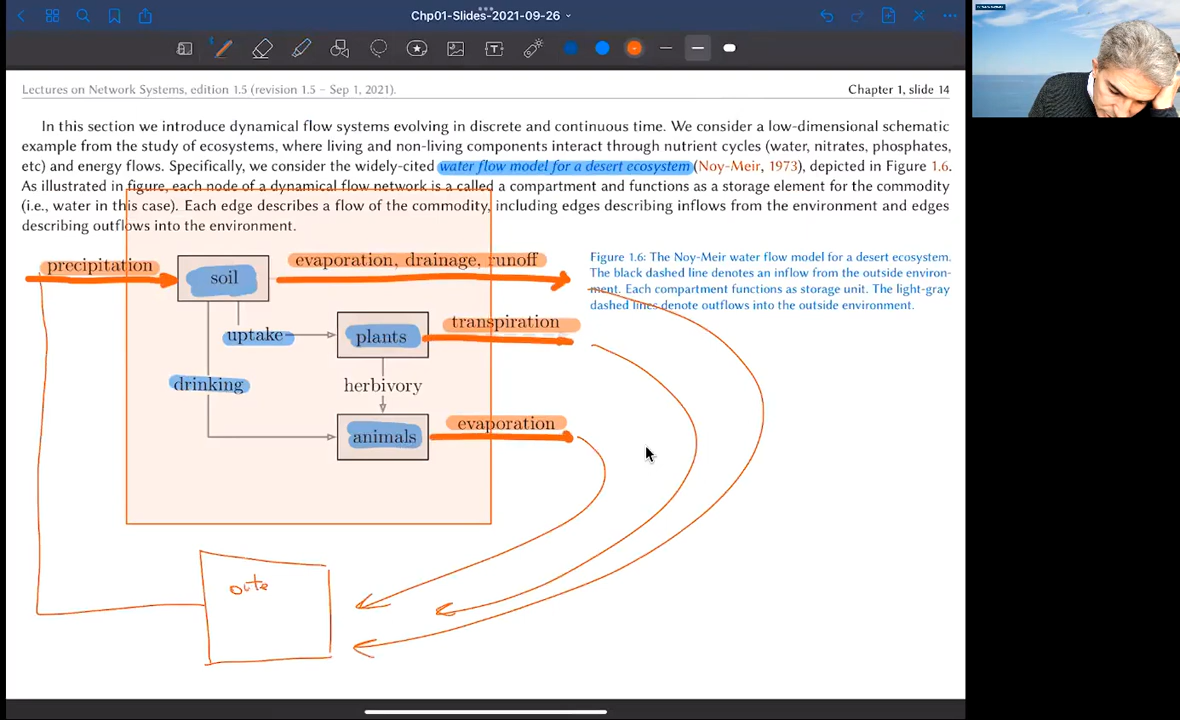 Chp01-Slides-2021-09-26
Lectures on Network Systems, edition 1.5 (revision 1.5 – Sep 1, 2021). Chapter 1, slide 14
In this section we introduce dynamical flow systems evolving in discrete and continuous time. We consider a low-dimensional schematic
example from the study of ecosystems, where living and non-living components interact through nutrient cycles (water, nitrates, phosphates,
etc) and energy flows. Specifically, we consider the widely-cited water flow model for a desert ecosystem (Noy-Meir, 1973), depicted in Figure 1.6.
As illustrated in figure, each node of a dynamical flow network is a called a compartment and functions as a storage element for the commodity
(i.e., water in this case). Each edge describes a flow of the commodity, including edges describing inflows from the environment and edges
describing outflows into the environment.
precipitation
soil
evaporation, drainage, runoff
uptake
plants
transpiration
drinking
herbivory
animals
evaporation
Figure 1.6: The Noy-Meir water flow model for a desert ecosystem.
The black dashed line denotes an inflow from the outside environ-
ment. Each compartment functions as storage unit. The light-gray
dashed lines denote outflows into the outside environment.